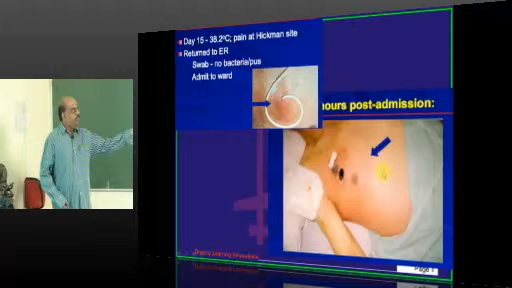 Day 15 - 38.2°C; pain at Hickman site
Returned to ER
Swab - no bacteria/pus
Admit to ward
hours post-admission:
Page